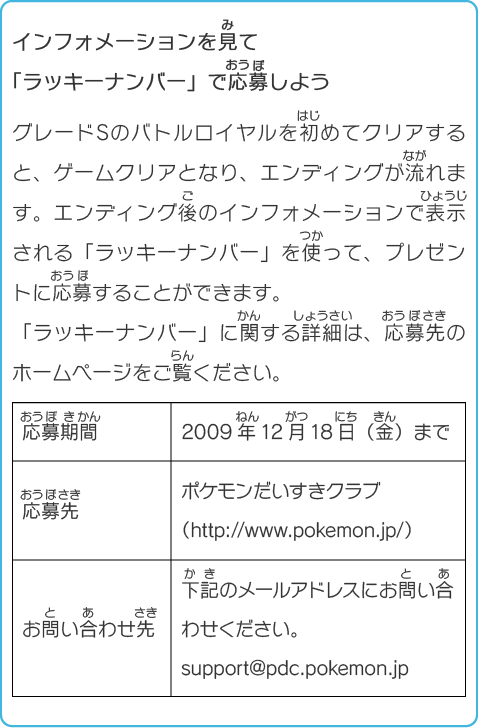 インフォメーションを見て
「ラッキーナンバー」で応募しよう
グレードSのバトルロイヤルを初めてクリアする
と、ゲームクリアとなり、エンディングが流れま
す。エンディング後のインフォメーションで表示
される「ラッキーナンバー」を使って、プレゼン
トに応募することができます。
「ラッキーナンバー」に関する詳細は、応募先の
ホームページをご覧ください。
応募期間
2009年12月18日（金）まで
応募先
ポケモンだいすきクラブ
（http://www.pokemon.jp/）
お問い合わせ先
下記のメールアドレスにお問い合
わせください。
support@pdc.pokemon.jp